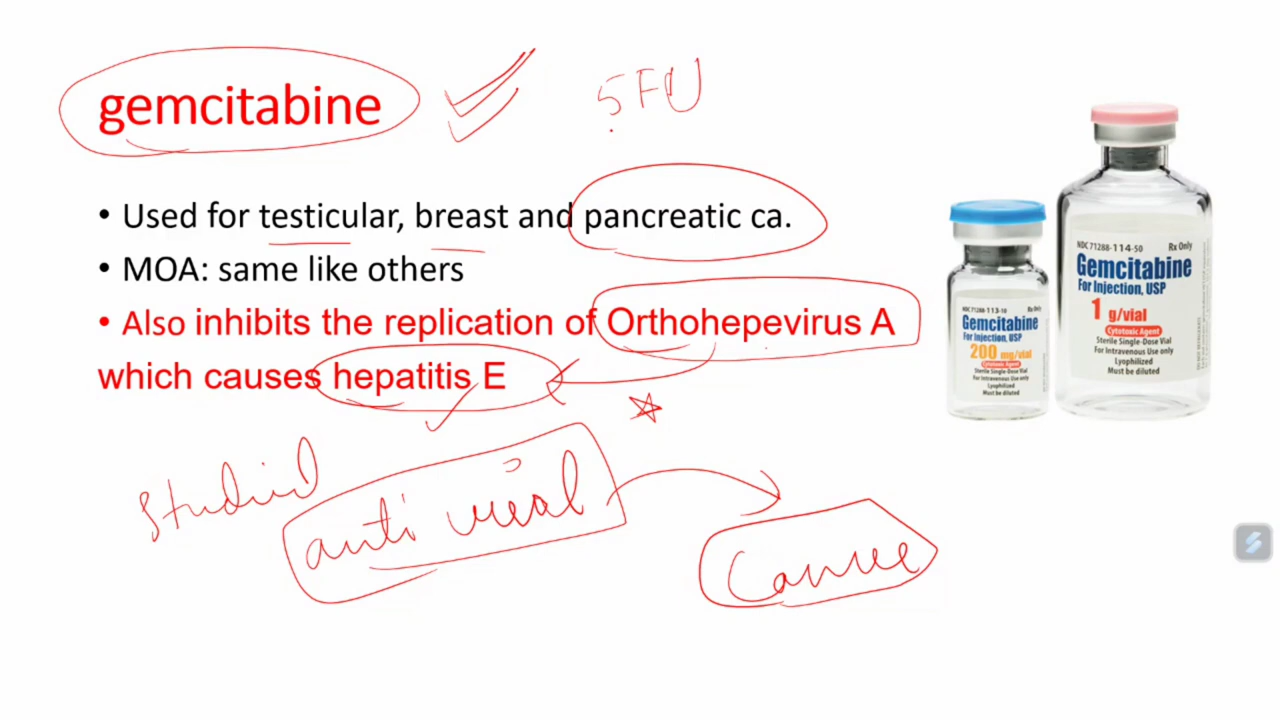 gemcitabine
5FU
• Used for testicular, breast and pancreatic ca.
• MOA: same like others
• Also inhibits the replication of Orthohepevirus A
which causes hepatitis E
studied
anti viral
NDC 71288-113-10 Rx Only
Gemcitabine
For Injection, USP
200 mg/vial
Cytotoxic Agent
Sterile Single-Dose Vial
For Intravenous Use only
Lyophilized
Must be diluted
NDC 71288-114-50 Rx Only
Gemcitabine
For Injection, USP
1 g/vial
Cytotoxic Agent
Sterile Single-Dose Vial
For Intravenous Use only
Lyophilized
Must be diluted